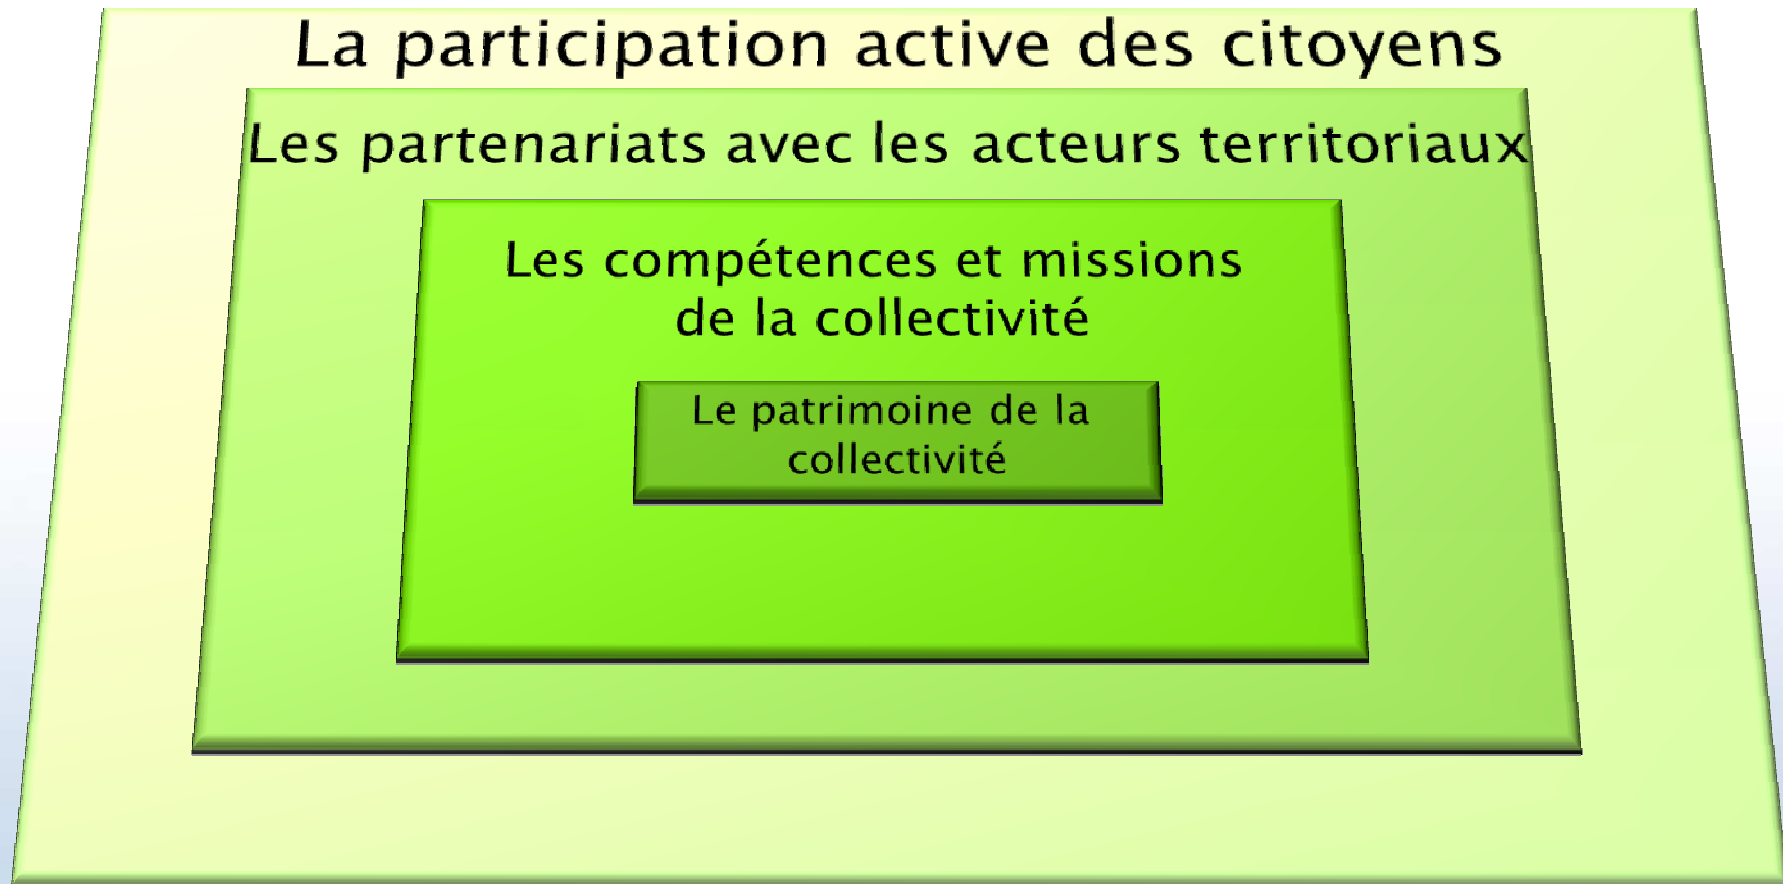 La participation active des citoyens
Les partenariats avec les acteurs territoriaux
Les compétences et missions
de la collectivité
Le patrimoine de la
collectivité